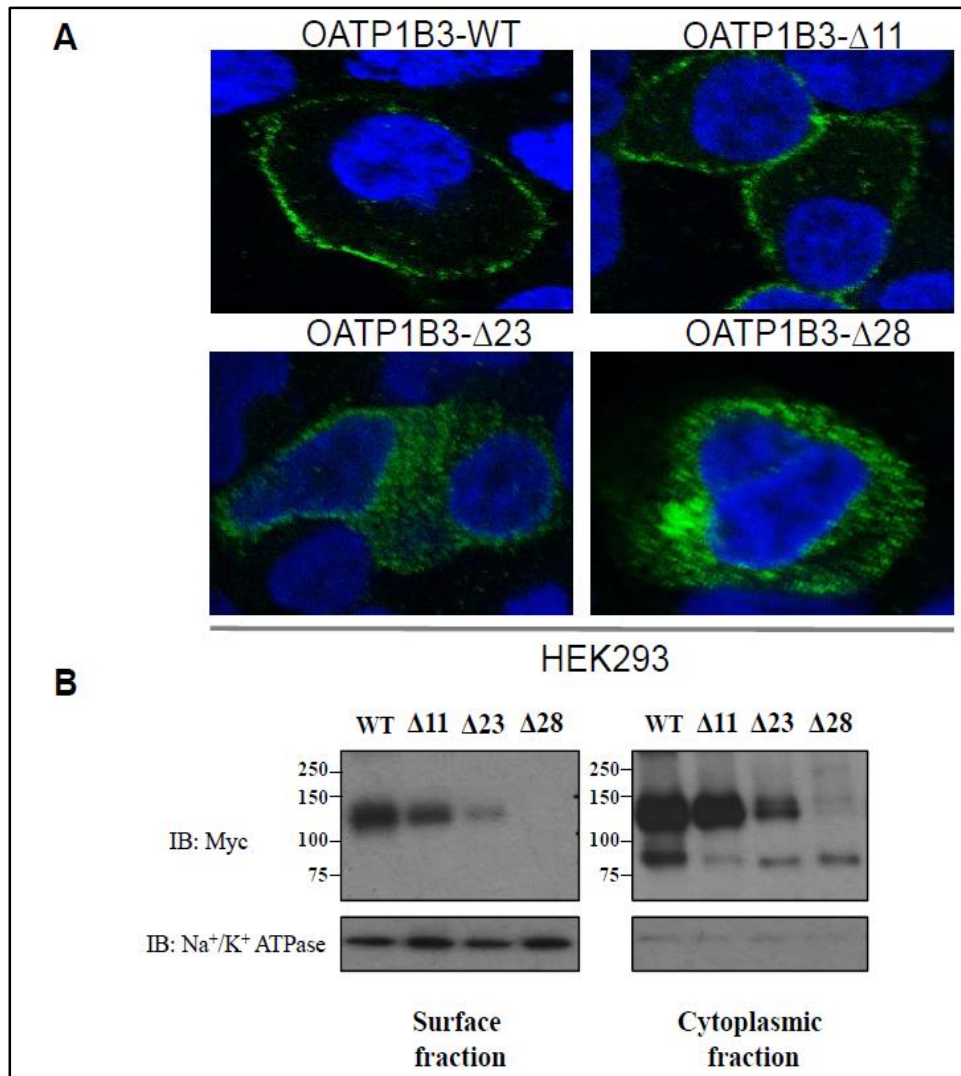 A
OATP1B3-WT OATP1B3-Δ11
OATP1B3-Δ23 OATP1B3-Δ28
HEK293
B
WT Δ11 Δ23 Δ28 WT Δ11 Δ23 Δ28
250 250
150 150
IB: Myc
100 100
75 75
IB: Na⁺/K⁺ ATPase
Surface Cytoplasmic
fraction fraction